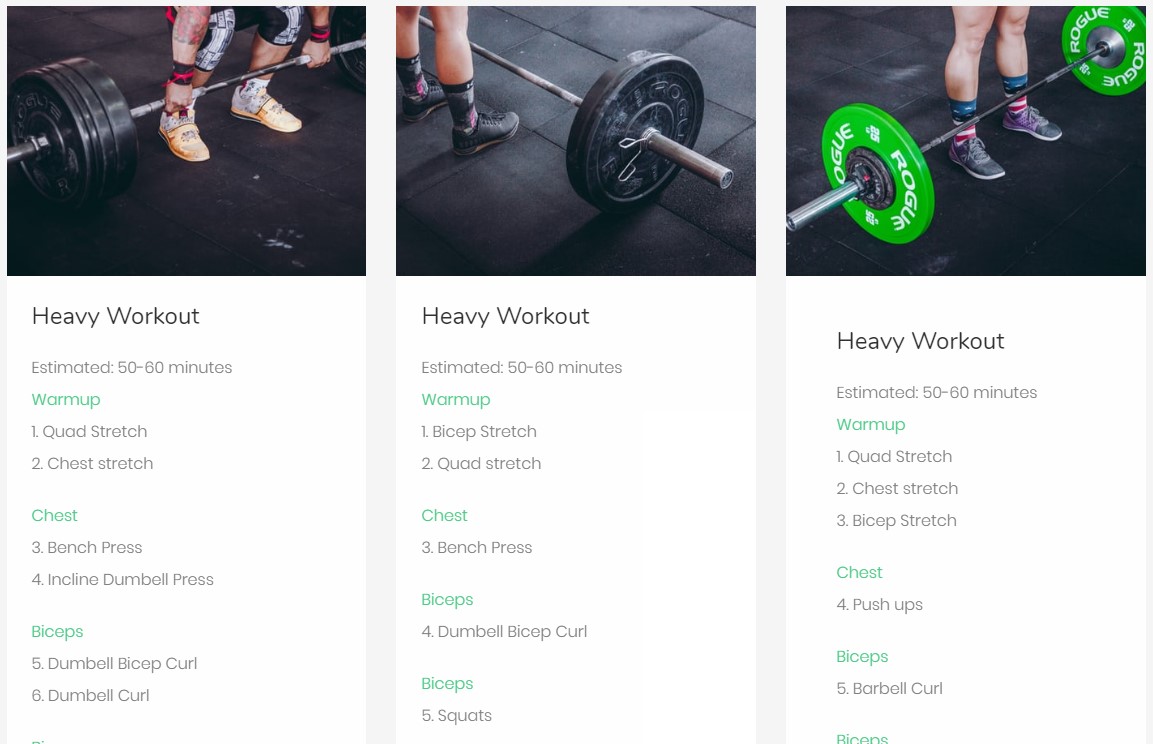 ROGUE
ROGUE
ROGUE
ROGUE
Heavy Workout
Estimated: 50-60 minutes
Warmup
1. Quad Stretch
2. Chest stretch
Chest
3. Bench Press
4. Incline Dumbell Press
Biceps
5. Dumbell Bicep Curl
6. Dumbell Curl
Heavy Workout
Estimated: 50-60 minutes
Warmup
1. Bicep Stretch
2. Quad stretch
Chest
3. Bench Press
Biceps
4. Dumbell Bicep Curl
Biceps
5. Squats
Heavy Workout
Estimated: 50-60 minutes
Warmup
1. Quad Stretch
2. Chest stretch
3. Bicep Stretch
Chest
4. Push ups
Biceps
5. Barbell Curl
Biceps